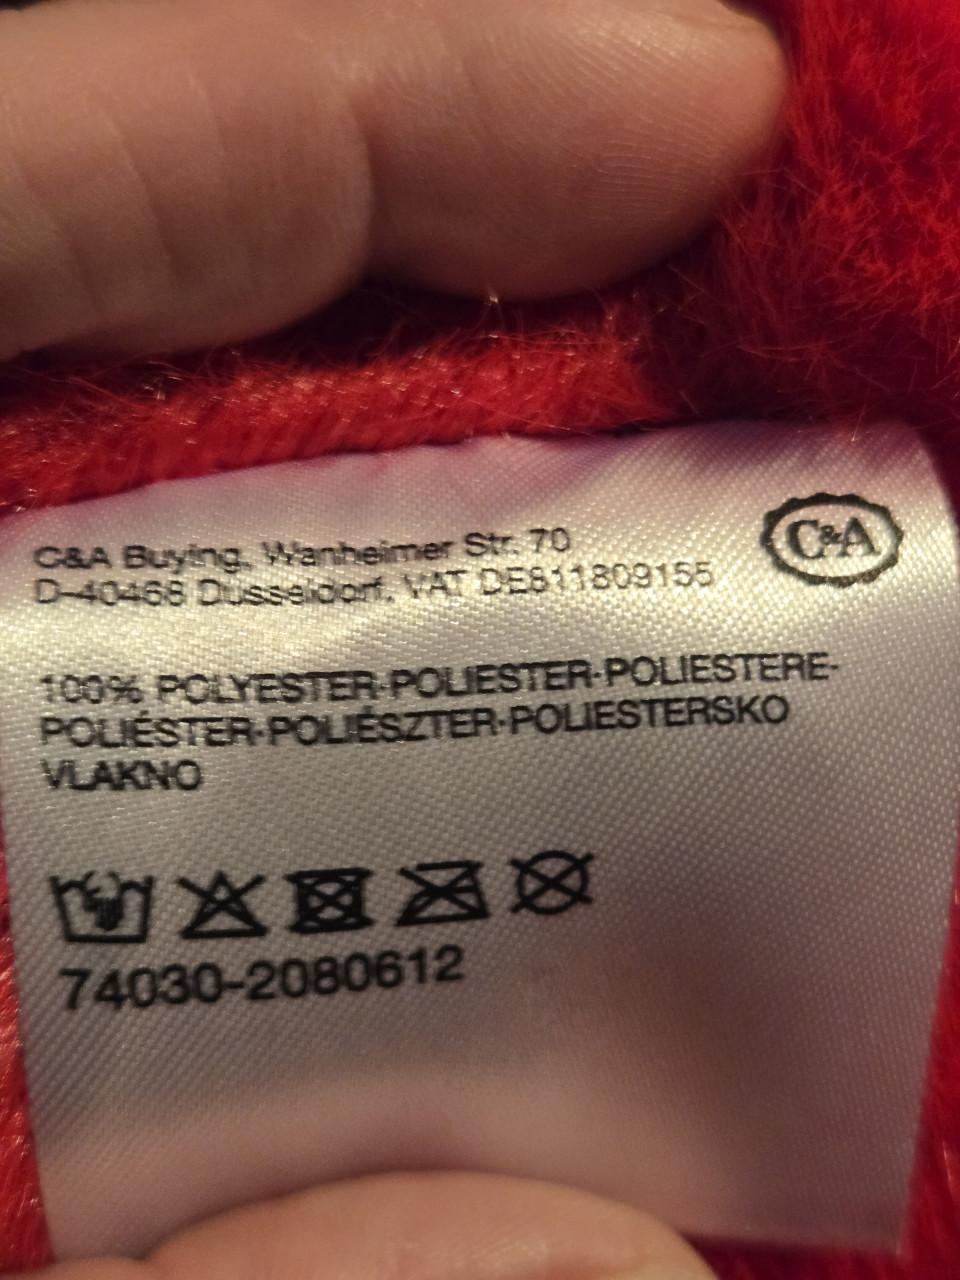 C&A Buying, Wanheimer Str. 70
D-40468 Düsseldorf, VAT DE811809155
C&A
100% POLYESTER·POLIESTER·POLIESTERE-
POLIÉSTER·POLIÉSZTER·POLIESTERSKO
VLAKNO
74030-2080612